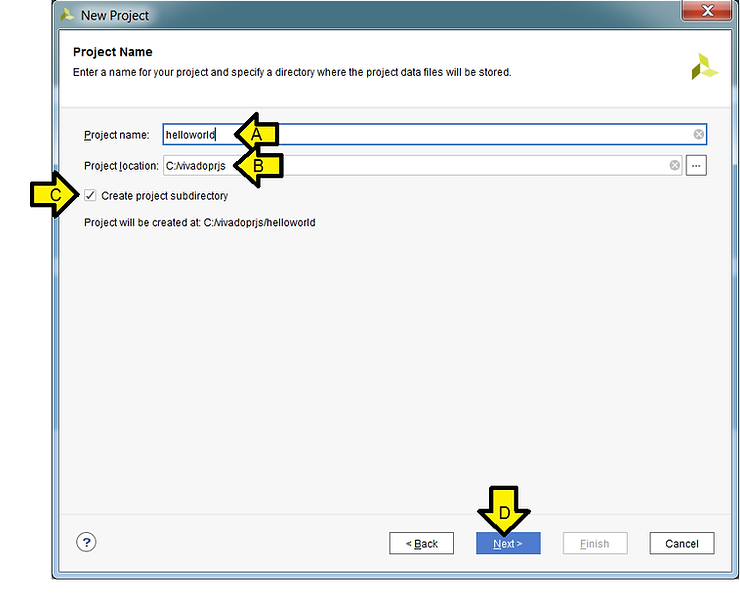 New Project
Project Name
Enter a name for your project and specify a directory where the project data files will be stored.
Project name: helloworld A
Project location: C:/vivadoprjs B ...
C Create project subdirectory
Project will be created at: C:/vivadoprjs/helloworld
D
? < Back Next > Finish Cancel